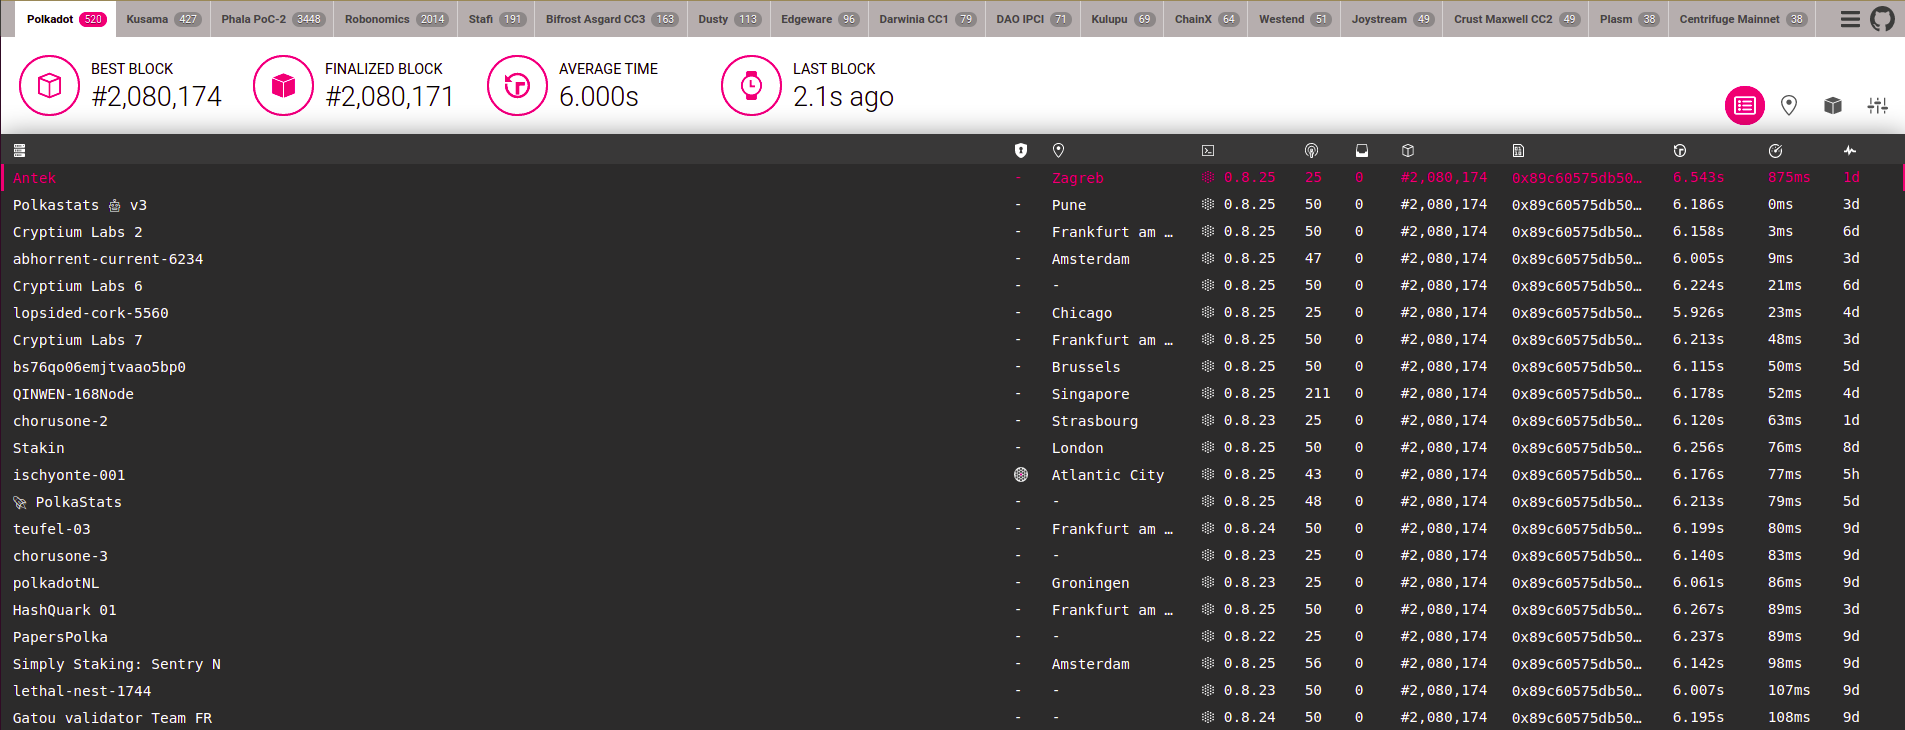 Polkadot 520 Kusama 427 Phala PoC-2 3448 Robonomics 2014 Stafi 191 Bifrost Asgard CC3 163 Dusty 113 Edgeware 96 Darwinia CC1 79 DAO IPCI 71 Kulupu 69 ChainX 64 Westend 51 Joystream 49 Crust Maxwell CC2 49 Plasm 38 Centrifuge Mainnet 38
BEST BLOCK FINALIZED BLOCK AVERAGE TIME LAST BLOCK
#2,080,174 #2,080,171 6.000s 2.1s ago
Antek - Zagreb 0.8.25 25 0 #2,080,174 0x89c60575db50… 6.543s 875ms 1d
Polkastats 🤖 v3 - Pune 0.8.25 50 0 #2,080,174 0x89c60575db50… 6.186s 0ms 3d
Cryptium Labs 2 - Frankfurt am … 0.8.25 50 0 #2,080,174 0x89c60575db50… 6.158s 3ms 6d
abhorrent-current-6234 - Amsterdam 0.8.25 47 0 #2,080,174 0x89c60575db50… 6.005s 9ms 3d
Cryptium Labs 6 - - 0.8.25 50 0 #2,080,174 0x89c60575db50… 6.224s 21ms 6d
lopsided-cork-5560 - Chicago 0.8.25 25 0 #2,080,174 0x89c60575db50… 5.926s 23ms 4d
Cryptium Labs 7 - Frankfurt am … 0.8.25 50 0 #2,080,174 0x89c60575db50… 6.213s 48ms 3d
bs76qo06emjtvaao5bp0 - Brussels 0.8.25 50 0 #2,080,174 0x89c60575db50… 6.115s 50ms 5d
QINWEN-168Node - Singapore 0.8.25 211 0 #2,080,174 0x89c60575db50… 6.178s 52ms 4d
chorusone-2 - Strasbourg 0.8.23 25 0 #2,080,174 0x89c60575db50… 6.120s 63ms 1d
Stakin - London 0.8.25 50 0 #2,080,174 0x89c60575db50… 6.256s 76ms 8d
ischyonte-001 Atlantic City 0.8.25 43 0 #2,080,174 0x89c60575db50… 6.176s 77ms 5h
🚀 PolkaStats - - 0.8.25 48 0 #2,080,174 0x89c60575db50… 6.213s 79ms 5d
teufel-03 - Frankfurt am … 0.8.24 50 0 #2,080,174 0x89c60575db50… 6.199s 80ms 9d
chorusone-3 - - 0.8.23 25 0 #2,080,174 0x89c60575db50… 6.140s 83ms 9d
polkadotNL - Groningen 0.8.23 25 0 #2,080,174 0x89c60575db50… 6.061s 86ms 9d
HashQuark 01 - Frankfurt am … 0.8.25 50 0 #2,080,174 0x89c60575db50… 6.267s 89ms 3d
PapersPolka - - 0.8.22 25 0 #2,080,174 0x89c60575db50… 6.237s 89ms 9d
Simply Staking: Sentry N - Amsterdam 0.8.25 56 0 #2,080,174 0x89c60575db50… 6.142s 98ms 9d
lethal-nest-1744 - - 0.8.23 50 0 #2,080,174 0x89c60575db50… 6.007s 107ms 9d
Gatou validator Team FR - - 0.8.24 50 0 #2,080,174 0x89c60575db50… 6.195s 108ms 9d